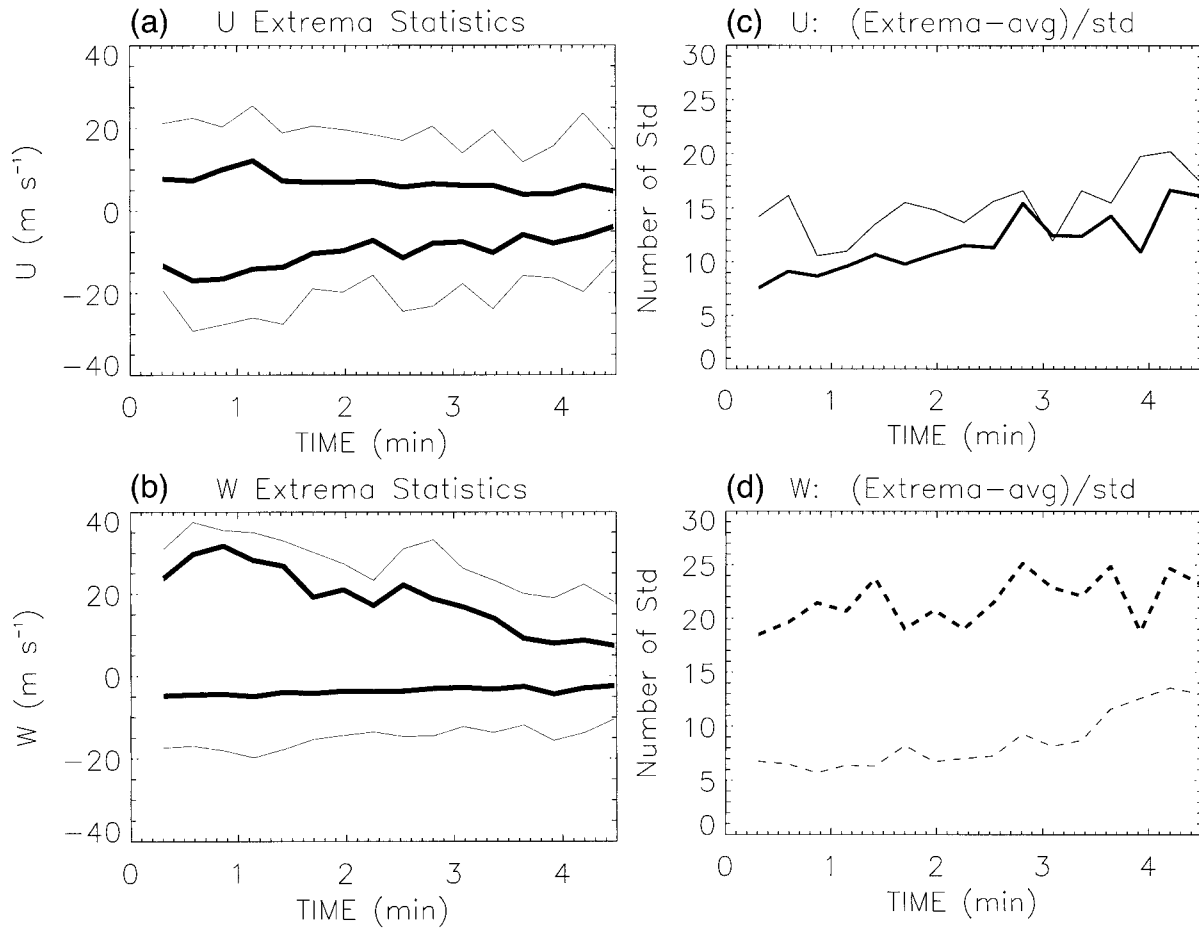 (a) U Extrema Statistics
40
20
0
−20
−40
U (m s⁻¹)
0 1 2 3 4
TIME (min)
(c) U: (Extrema−avg)/std
30
25
20
15
10
5
0
Number of Std
0 1 2 3 4
TIME (min)
(b) W Extrema Statistics
40
20
0
−20
−40
W (m s⁻¹)
0 1 2 3 4
TIME (min)
(d) W: (Extrema−avg)/std
30
25
20
15
10
5
0
Number of Std
0 1 2 3 4
TIME (min)